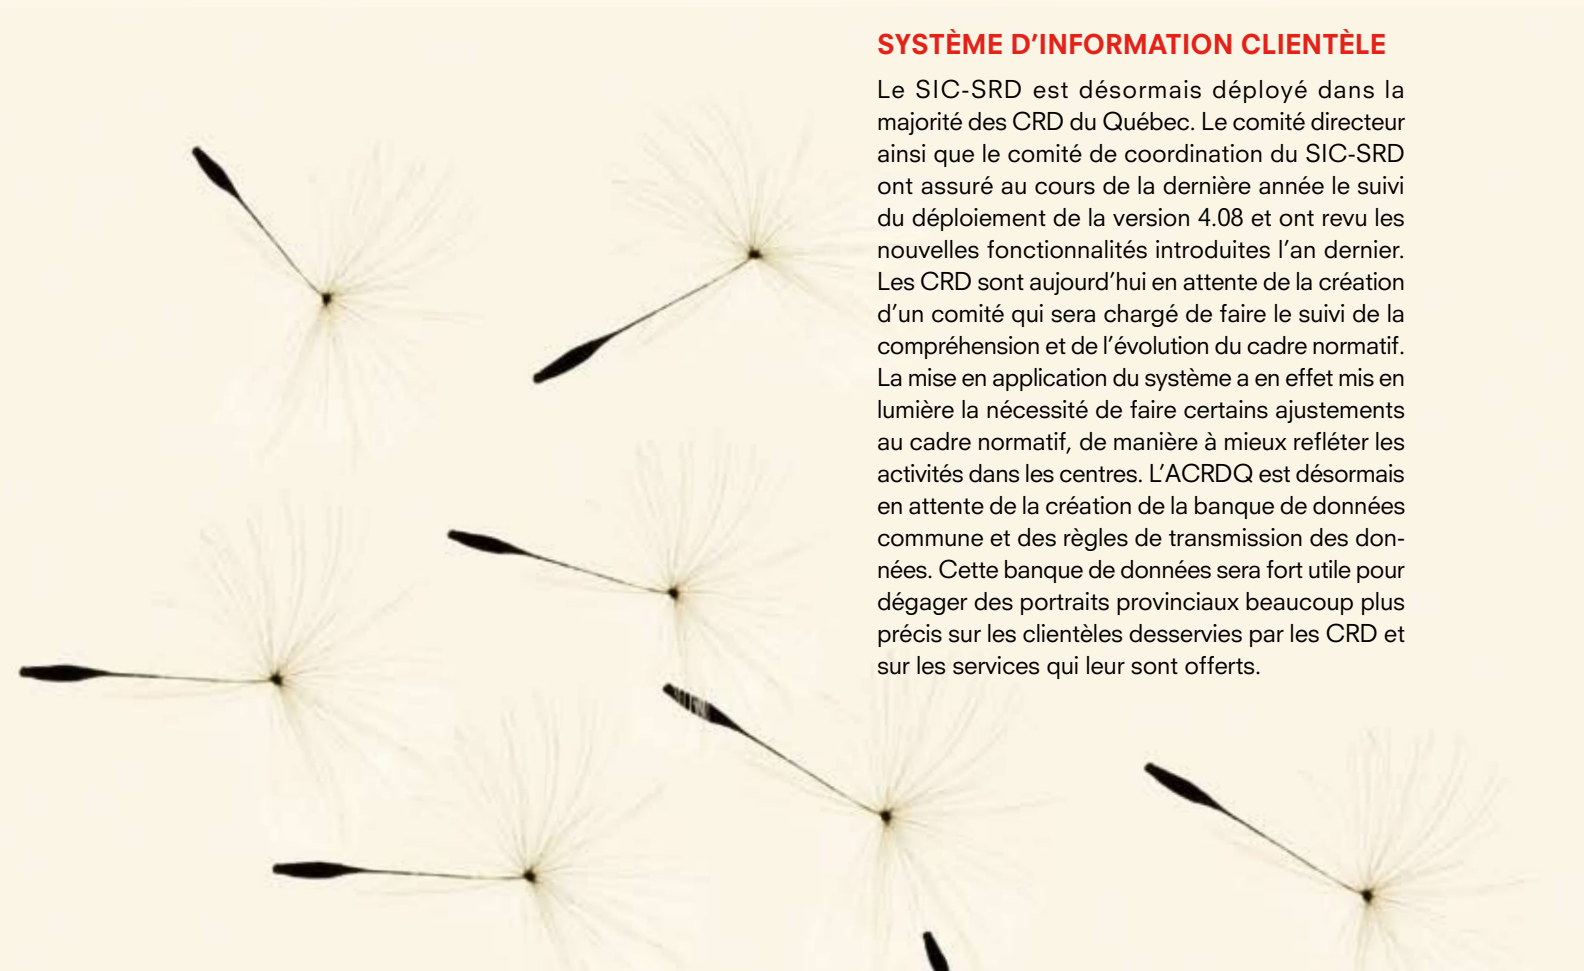 SYSTÈME D’INFORMATION CLIENTÈLE
Le SIC-SRD est désormais déployé dans la
majorité des CRD du Québec. Le comité directeur
ainsi que le comité de coordination du SIC-SRD
ont assuré au cours de la dernière année le suivi
du déploiement de la version 4.08 et ont revu les
nouvelles fonctionnalités introduites l’an dernier.
Les CRD sont aujourd’hui en attente de la création
d’un comité qui sera chargé de faire le suivi de la
compréhension et de l’évolution du cadre normatif.
La mise en application du système a en effet mis en
lumière la nécessité de faire certains ajustements
au cadre normatif, de manière à mieux refléter les
activités dans les centres. L’ACRDQ est désormais
en attente de la création de la banque de données
commune et des règles de transmission des don-
nées. Cette banque de données sera fort utile pour
dégager des portraits provinciaux beaucoup plus
précis sur les clientèles desservies par les CRD et
sur les services qui leur sont offerts.